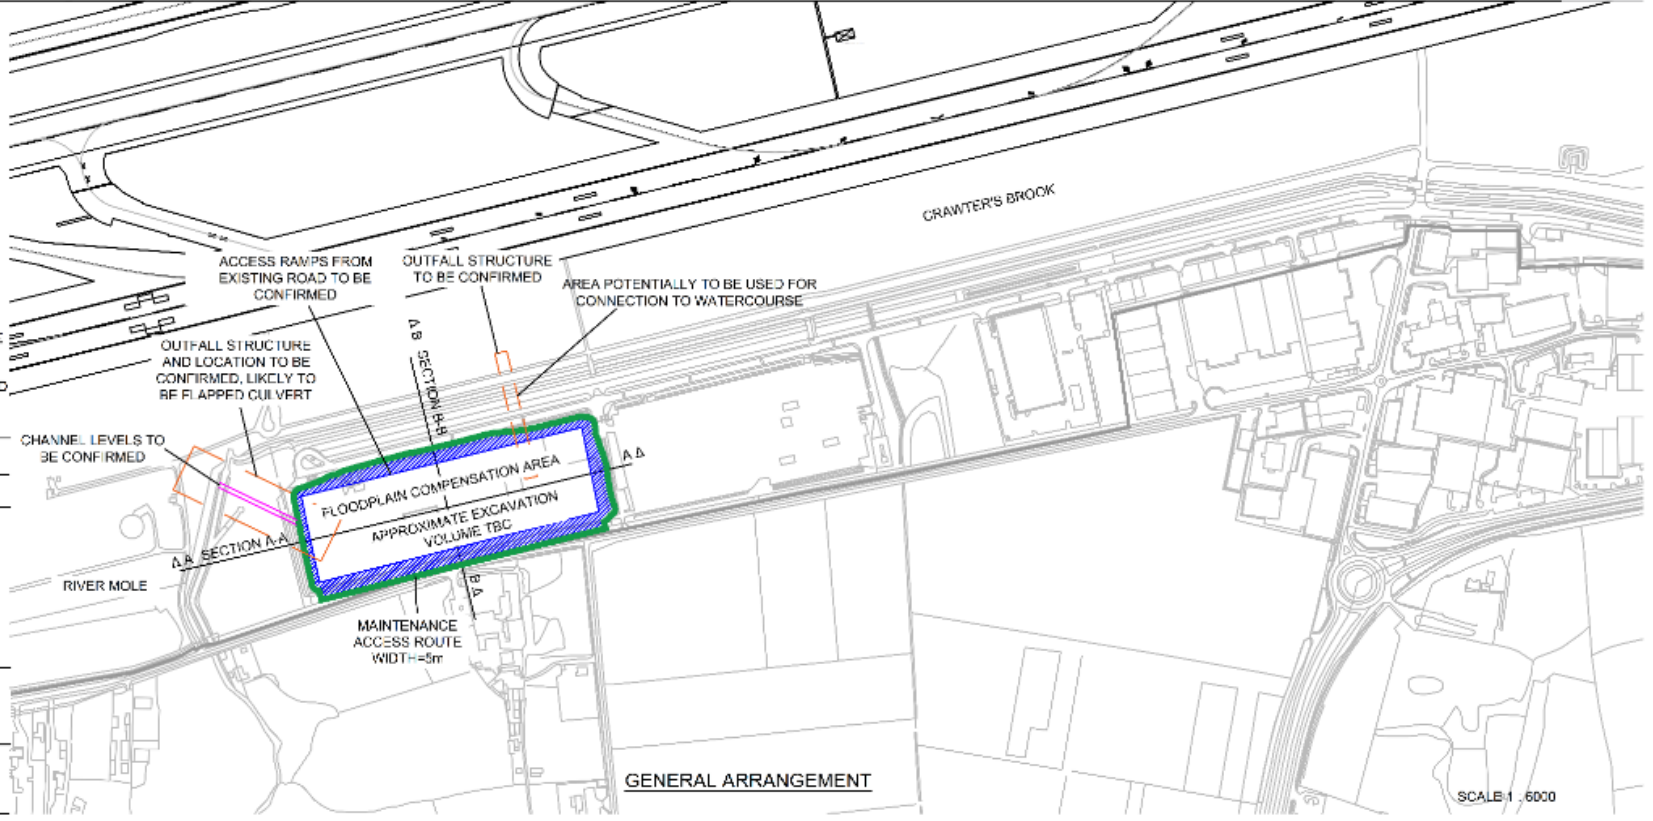 CRAWTER'S BROOK
ACCESS RAMPS FROM
EXISTING ROAD TO BE
CONFIRMED
OUTFALL STRUCTURE
TO BE CONFIRMED
AREA POTENTIALLY TO BE USED FOR
CONNECTION TO WATERCOURSE
OUTFALL STRUCTURE
AND LOCATION TO BE
CONFIRMED, LIKELY TO
BE FLAPPED CULVERT
Δ B SECTION B-B
CHANNEL LEVELS TO
BE CONFIRMED
A Δ
FLOODPLAIN COMPENSATION AREA
APPROXIMATE EXCAVATION
VOLUME TBC
Δ A SECTION A-A
RIVER MOLE
B Δ
MAINTENANCE
ACCESS ROUTE
WIDTH=5m
GENERAL ARRANGEMENT
SCALE 1 : 6000